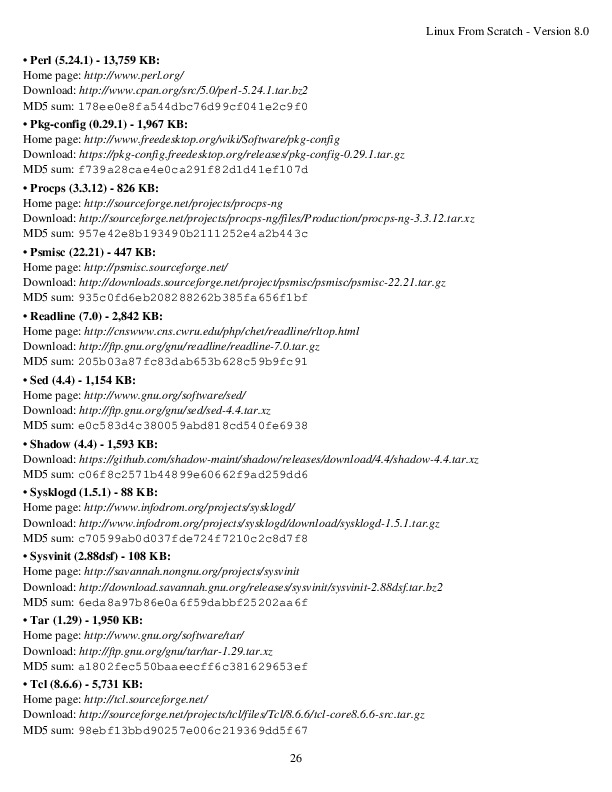 Linux From Scratch - Version 8.0
• Perl (5.24.1) - 13,759 KB:
Home page: http://www.perl.org/
Download: http://www.cpan.org/src/5.0/perl-5.24.1.tar.bz2
MD5 sum: 178ee0e8fa544dbc76d99cf041e2c9f0
• Pkg-config (0.29.1) - 1,967 KB:
Home page: http://www.freedesktop.org/wiki/Software/pkg-config
Download: https://pkg-config.freedesktop.org/releases/pkg-config-0.29.1.tar.gz
MD5 sum: f739a28cae4e0ca291f82d1d41ef107d
• Procps (3.3.12) - 826 KB:
Home page: http://sourceforge.net/projects/procps-ng
Download: http://sourceforge.net/projects/procps-ng/files/Production/procps-ng-3.3.12.tar.xz
MD5 sum: 957e42e8b193490b2111252e4a2b443c
• Psmisc (22.21) - 447 KB:
Home page: http://psmisc.sourceforge.net/
Download: http://downloads.sourceforge.net/project/psmisc/psmisc/psmisc-22.21.tar.gz
MD5 sum: 935c0fd6eb208288262b385fa656f1bf
• Readline (7.0) - 2,842 KB:
Home page: http://cnswww.cns.cwru.edu/php/chet/readline/rltop.html
Download: http://ftp.gnu.org/gnu/readline/readline-7.0.tar.gz
MD5 sum: 205b03a87fc83dab653b628c59b9fc91
• Sed (4.4) - 1,154 KB:
Home page: http://www.gnu.org/software/sed/
Download: http://ftp.gnu.org/gnu/sed/sed-4.4.tar.xz
MD5 sum: e0c583d4c380059abd818cd540fe6938
• Shadow (4.4) - 1,593 KB:
Download: https://github.com/shadow-maint/shadow/releases/download/4.4/shadow-4.4.tar.xz
MD5 sum: c06f8c2571b44899e60662f9ad259dd6
• Sysklogd (1.5.1) - 88 KB:
Home page: http://www.infodrom.org/projects/sysklogd/
Download: http://www.infodrom.org/projects/sysklogd/download/sysklogd-1.5.1.tar.gz
MD5 sum: c70599ab0d037fde724f7210c2c8d7f8
• Sysvinit (2.88dsf) - 108 KB:
Home page: http://savannah.nongnu.org/projects/sysvinit
Download: http://download.savannah.gnu.org/releases/sysvinit/sysvinit-2.88dsf.tar.bz2
MD5 sum: 6eda8a97b86e0a6f59dabbf25202aa6f
• Tar (1.29) - 1,950 KB:
Home page: http://www.gnu.org/software/tar/
Download: http://ftp.gnu.org/gnu/tar/tar-1.29.tar.xz
MD5 sum: a1802fec550baaeecff6c381629653ef
• Tcl (8.6.6) - 5,731 KB:
Home page: http://tcl.sourceforge.net/
Download: http://sourceforge.net/projects/tcl/files/Tcl/8.6.6/tcl-core8.6.6-src.tar.gz
MD5 sum: 98ebf13bbd90257e006c219369dd5f67
26